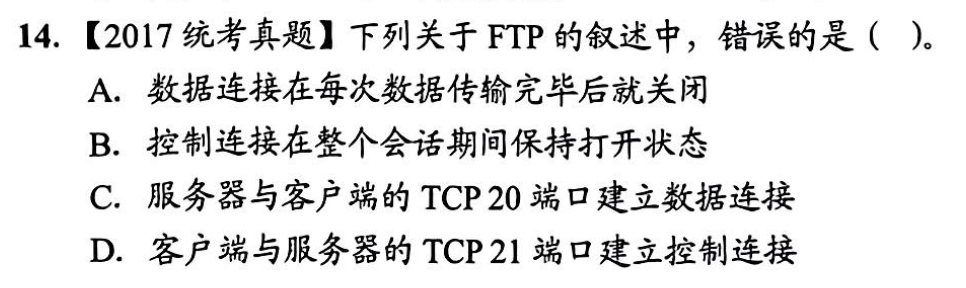 14. 【2017 统考真题】下列关于 FTP 的叙述中，错误的是（ ）。
A. 数据连接在每次数据传输完毕后就关闭
B. 控制连接在整个会话期间保持打开状态
C. 服务器与客户端的 TCP 20 端口建立数据连接
D. 客户端与服务器的 TCP 21 端口建立控制连接